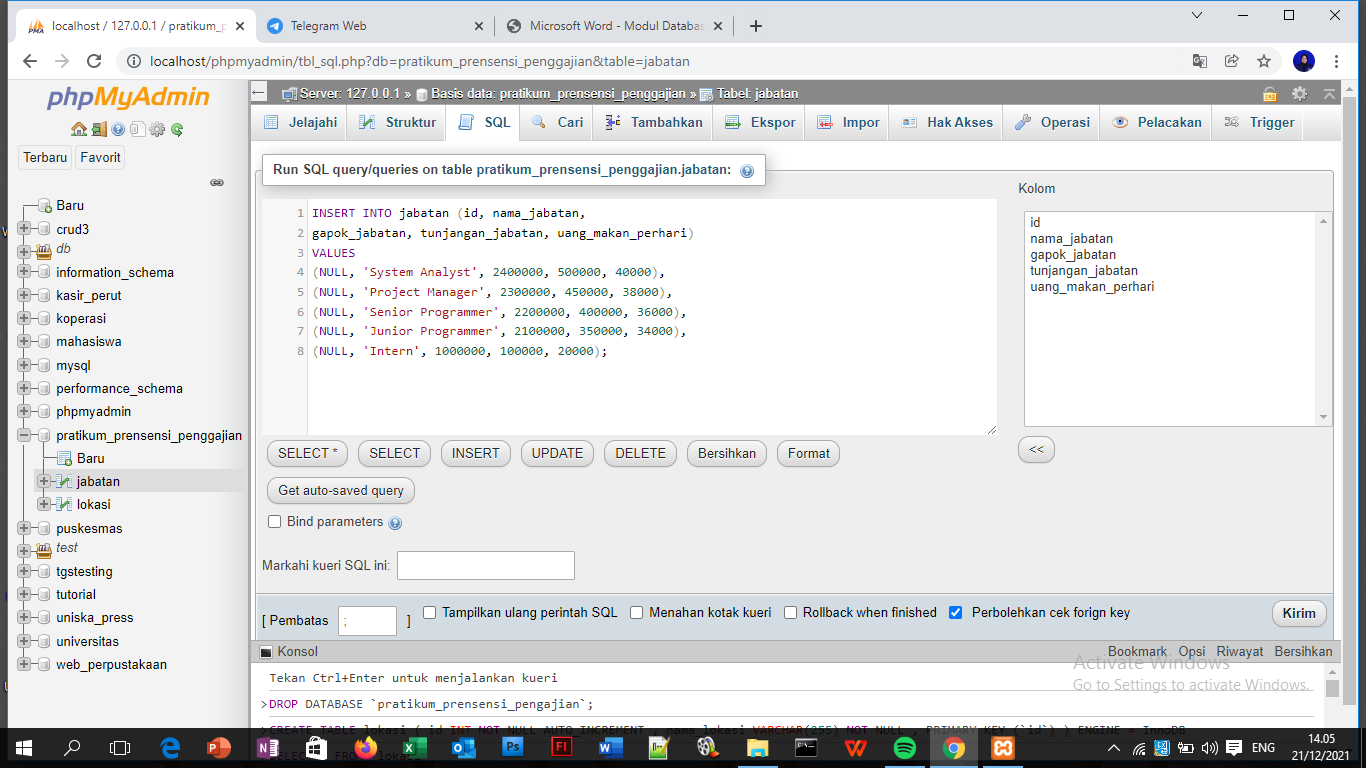 localhost / 127.0.0.1 / pratikum_p
Telegram Web
Microsoft Word - Modul Databas
localhost/phpmyadmin/tbl_sql.php?db=pratikum_prensensi_penggajian&table=jabatan
phpMyAdmin
Terbaru
Favorit
Baru
crud3
db
information_schema
kasir_perut
koperasi
mahasiswa
mysql
performance_schema
phpmyadmin
pratikum_prensensi_penggajian
Baru
jabatan
lokasi
puskesmas
test
tgstesting
tutorial
uniska_press
universitas
web_perpustakaan
Server: 127.0.0.1 » Basis data: pratikum_prensensi_penggajian » Tabel: jabatan
Jelajahi Struktur SQL Cari Tambahkan Ekspor Impor Hak Akses Operasi Pelacakan Trigger
Run SQL query/queries on table pratikum_prensensi_penggajian.jabatan:
1 INSERT INTO jabatan (id, nama_jabatan,
2 gapok_jabatan, tunjangan_jabatan, uang_makan_perhari)
3 VALUES
4 (NULL, 'System Analyst', 2400000, 500000, 40000),
5 (NULL, 'Project Manager', 2300000, 450000, 38000),
6 (NULL, 'Senior Programmer', 2200000, 400000, 36000),
7 (NULL, 'Junior Programmer', 2100000, 350000, 34000),
8 (NULL, 'Intern', 1000000, 100000, 20000);
Kolom
id
nama_jabatan
gapok_jabatan
tunjangan_jabatan
uang_makan_perhari
<<
SELECT * SELECT INSERT UPDATE DELETE Bersihkan Format
Get auto-saved query
Bind parameters
Markahi kueri SQL ini:
[ Pembatas ; ] Tampilkan ulang perintah SQL Menahan kotak kueri Rollback when finished Perbolehkan cek forign key Kirim
Konsol Bookmark Opsi Riwayat Bersihkan
Activate Windows
Go to Settings to activate Windows.
Tekan Ctrl+Enter untuk menjalankan kueri
>DROP DATABASE `pratikum_prensensi_pengajian`;
>CREATE TABLE lokasi ( id INT NOT NULL AUTO_INCREMENT , nama_lokasi VARCHAR(255) NOT NULL , PRIMARY KEY (`id`) ) ENGINE = InnoDB
ENG
14.05
21/12/2021